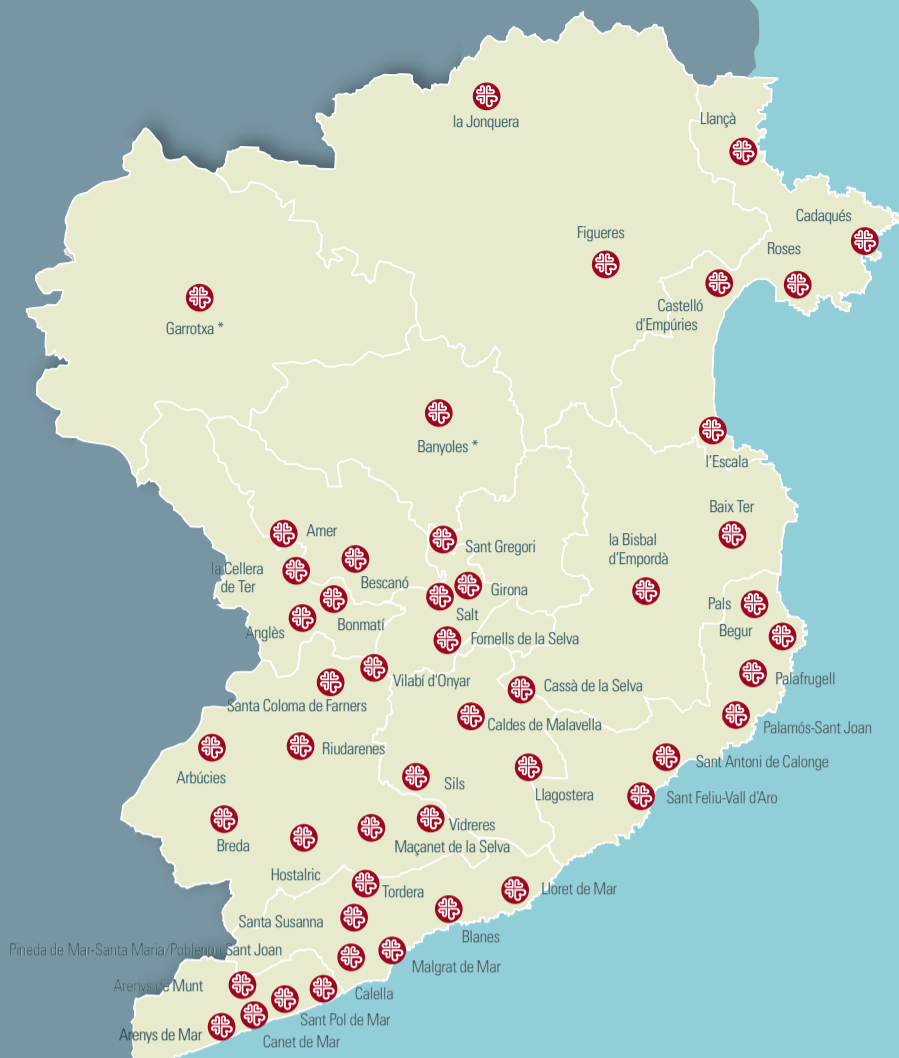 la Jonquera
Llançà
Cadaqués
Figueres
Roses
Castelló
d'Empúries
Garrotxa *
Banyoles *
l'Escala
Baix Ter
Amer
Sant Gregori
la Bisbal
d'Empordà
la Cellera
de Ter
Bescanó
Girona
Salt
Pals
Bonmatí
Anglès
Begur
Fornells de la Selva
Vilabí d'Onyar
Cassà de la Selva
Palafrugell
Santa Coloma de Farners
Caldes de Malavella
Palamós-Sant Joan
Riudarenes
Arbúcies
Sant Antoni de Calonge
Sils
Llagostera
Sant Feliu-Vall d'Aro
Vidreres
Breda
Maçanet de la Selva
Hostalric
Tordera
Lloret de Mar
Santa Susanna
Blanes
Pineda de Mar-Santa Maria/Poblenou Sant Joan
Malgrat de Mar
Arenys de Munt
Calella
Sant Pol de Mar
Arenys de Mar
Canet de Mar